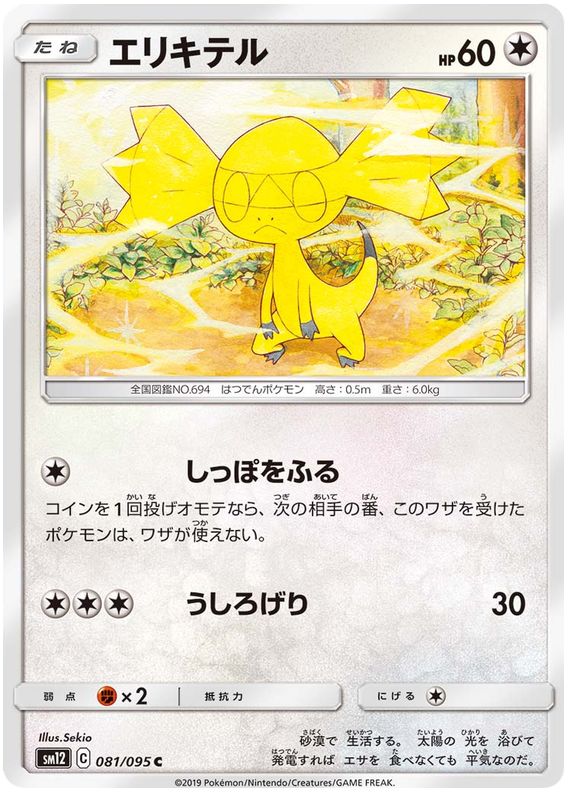 たね エリキテル HP60
全国図鑑NO.694 はつでんポケモン 高さ：0.5m 重さ：6.0kg
しっぽをふる
コインを1回投げオモテなら、次の相手の番、このワザを受けた
ポケモンは、ワザが使えない。
うしろげり 30
弱点 ×2 抵抗力 にげる
Illus.Sekio
砂漠で 生活する。 太陽の 光を 浴びて
発電すれば エサを 食べなくても 平気なのだ。
SM12 C 081/095 C
©2019 Pokémon/Nintendo/Creatures/GAME FREAK.